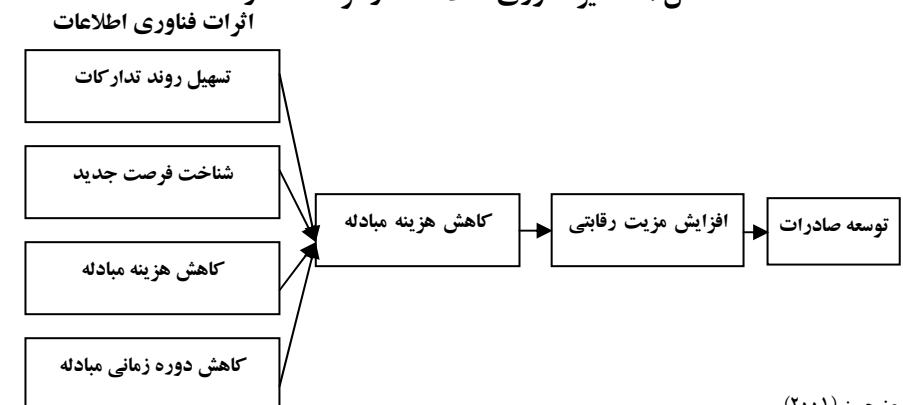 اثرات فناوری اطلاعات
تسهیل روند تدارکات
شناخت فرصت جدید
کاهش هزینه مبادله
کاهش دوره زمانی مبادله
کاهش هزینه مبادله
افزایش مزیت رقابتی
توسعه صادرات
(۲۰۰۱)